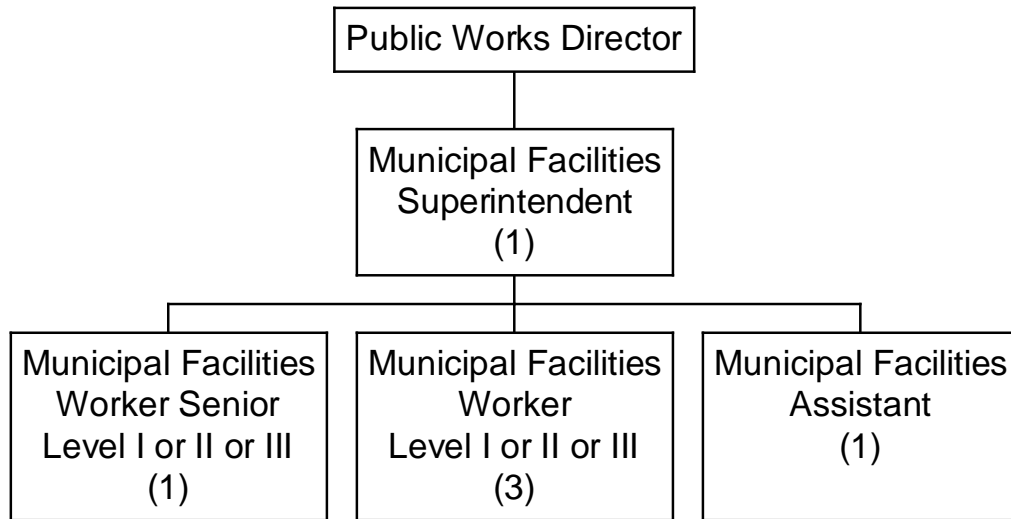 Public Works Director
Municipal Facilities
Superintendent
(1)
Municipal Facilities
Worker Senior
Level I or II or III
(1)
Municipal Facilities
Worker
Level I or II or III
(3)
Municipal Facilities
Assistant
(1)